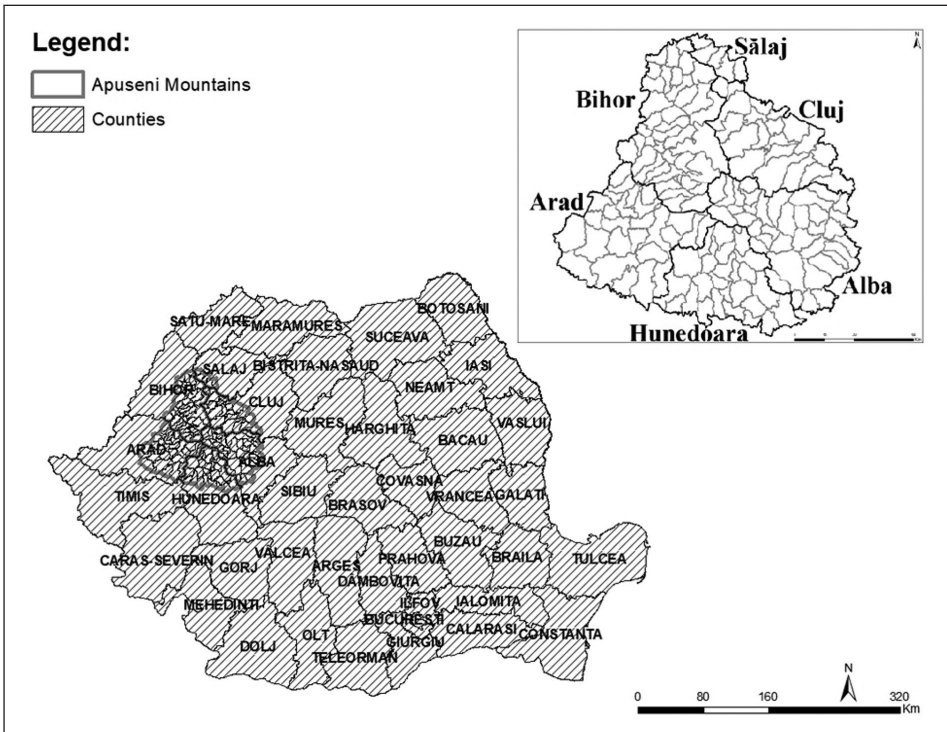 Legend:
Apuseni Mountains
Counties
N
Sălaj
Bihor
Cluj
Arad
Alba
Hunedoara
Km
BOTOSANI
SATU-MARE
MARAMURES
SUCEAVA
SALAJ
BISTRITA-NASAUD
IASI
BIHOR
NEAMT
CLUJ
MURES
HARGHITA
VASLUI
BACAU
ARAD
ALBA
COVASNA
TIMIS
HUNEDOARA
SIBIU
BRASOV
VRANCEA
GALATI
BUZAU
CARAS-SEVERIN
GORJ
VALCEA
ARGES
PRAHOVA
BRAILA
TULCEA
DAMBOVITA
MEHEDINTI
ILFOV
IALOMITA
BUCURESTI
CALARASI
CONSTANTA
DOLJ
OLT
GIURGIU
TELEORMAN
N
0 80 160 320
Km